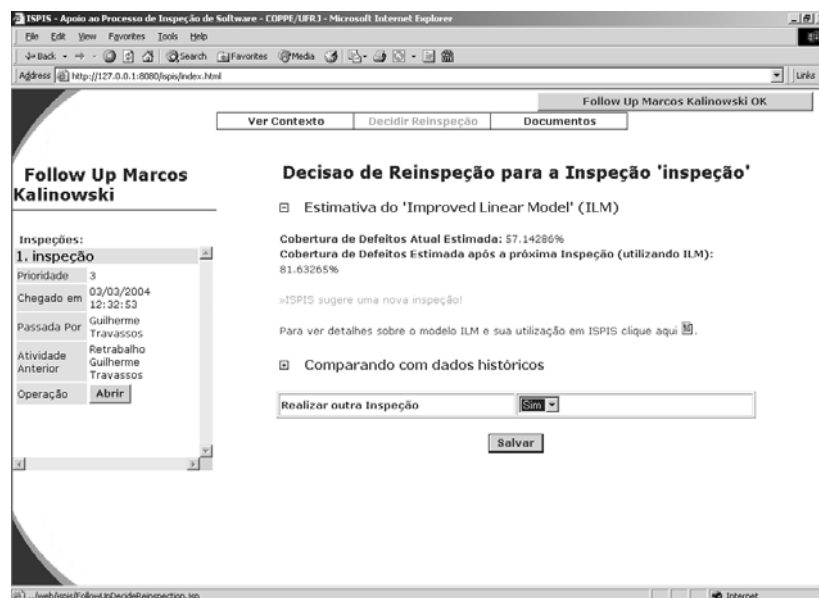 ISPIS - Apoio ao Processo de Inspeção de Software - COPPE/UFRJ - Microsoft Internet Explorer
File Edit View Favorites Tools Help
Back Search Favorites Media
Address http://127.0.0.1:8080/ispis/index.html Links
Follow Up Marcos Kalinowski OK
Ver Contexto Decidir Reinspeção Documentos
Follow Up Marcos
Kalinowski
Inspeções:
1. inspeção
Prioridade 3
Chegado em 03/03/2004
12:32:53
Passada Por Guilherme
Travassos
Atividade
Anterior
Retrabalho
Guilherme
Travassos
Operação Abrir
Decisao de Reinspeção para a Inspeção 'inspeção'
Estimativa do 'Improved Linear Model' (ILM)
Cobertura de Defeitos Atual Estimada: 57.14286%
Cobertura de Defeitos Estimada após a próxima Inspeção (utilizando ILM):
81.63265%
»ISPIS sugere uma nova inspeção!
Para ver detalhes sobre o modelo ILM e sua utilização em ISPIS clique aqui .
Comparando com dados históricos
Realizar outra Inspeção Sim
Salvar
.../web/ispis/FollowUpDecideReinspection.jsp Internet